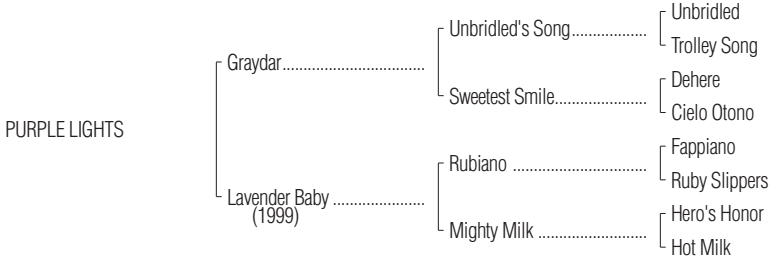 Unbridled
Unbridled's Song..................
Trolley Song
Graydar..................................
Dehere
Sweetest Smile.......................
Cielo Otono
PURPLE LIGHTS
Fappiano
Rubiano .................................
Ruby Slippers
Lavender Baby .......................
(1999)
Hero's Honor
Mighty Milk ...........................
Hot Milk